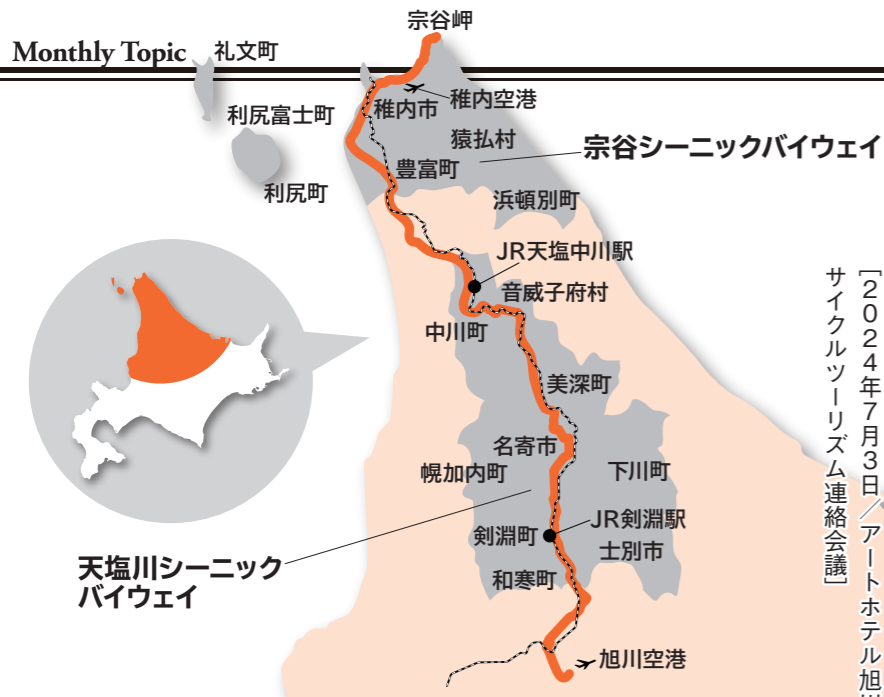 Monthly Topic
宗谷岬
礼文町
稚内空港
稚内市
利尻富士町
猿払村
宗谷シーニックバイウェイ
豊富町
利尻町
浜頓別町
JR天塩中川駅
音威子府村
中川町
美深町
名寄市
幌加内町
下川町
JR剣淵駅
剣淵町
士別市
天塩川シーニック
バイウェイ
和寒町
旭川空港
［2024年7月3日／アートホテル旭川
サイクルツーリズム連絡会議］